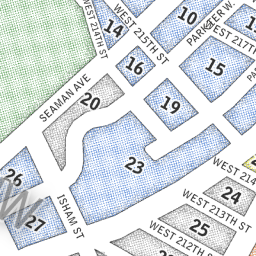 WEST 214TH ST
WEST 215TH ST
14
10
PARK
TER W.
WEST 217TH
15
16
SEAMAN AVE
20
19
23
26
27
ISHAM ST
WEST 214
24
WEST 213TH ST
25
WEST 212TH ST